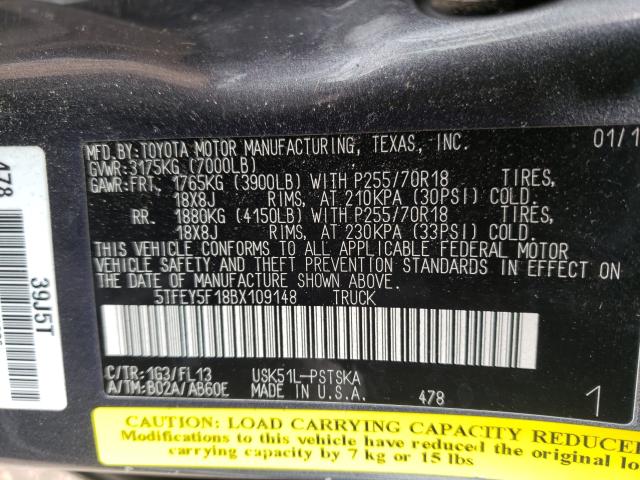 MFD.BY:TOYOTA MOTOR MANUFACTURING, TEXAS, INC. 01/1
GVWR:3175KG (7000LB)
GAWR:FRT. 1765KG (3900LB) WITH P255/70R18 TIRES,
18X8J RIMS, AT 210KPA (30PSI) COLD.
RR. 1880KG (4150LB) WITH P255/70R18 TIRES,
18X8J RIMS, AT 230KPA (33PSI) COLD.
THIS VEHICLE CONFORMS TO ALL APPLICABLE FEDERAL MOTOR
VEHICLE SAFETY AND THEFT PREVENTION STANDARDS IN EFFECT ON
THE DATE OF MANUFACTURE SHOWN ABOVE.
5TFEY5F18BX109148 TRUCK
C/TR:1G3/FL13 USK51L-PSTSKA
A/TM:B02A/AB60E MADE IN U.S.A. 478 1
CAUTION: LOAD CARRYING CAPACITY REDUCED
Modifications to this vehicle have reduced the original lo
carrying capacity by 7 kg or 15 lbs
478
39J5T